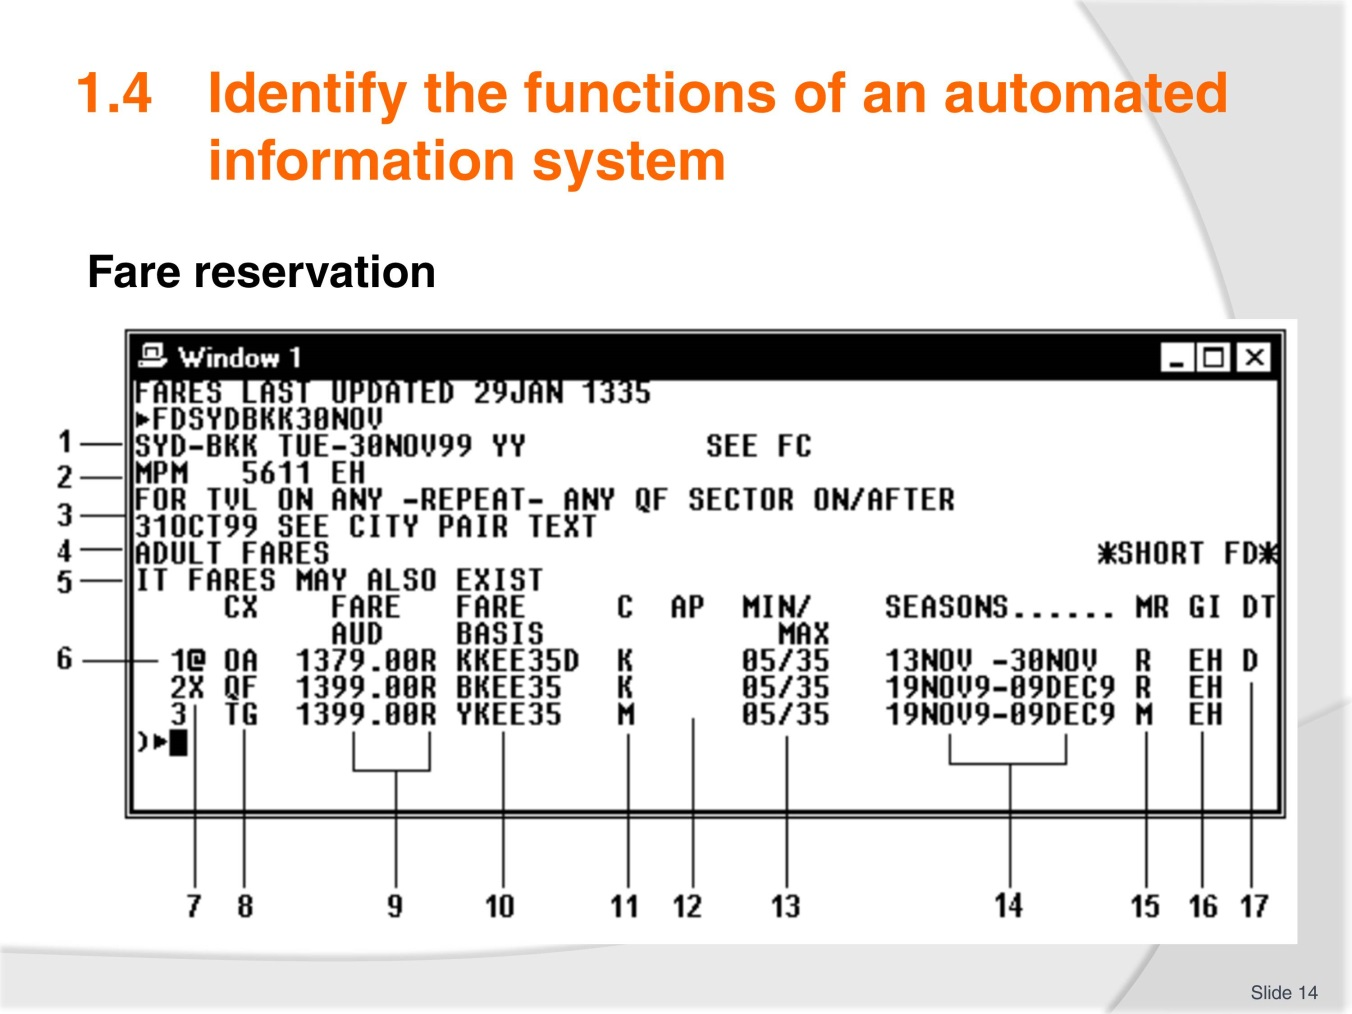 1.4 Identify the functions of an automated
information system
Fare reservation
Window 1
FARES LAST UPDATED 29JAN 1335
►FDSYDBKK30NOV
1 SYD-BKK TUE-30NOV99 YY SEE FC
2 MPM 5611 EH
FOR TVL ON ANY -REPEAT- ANY QF SECTOR ON/AFTER
3 31OCT99 SEE CITY PAIR TEXT
4 ADULT FARES *SHORT FD*
5 IT FARES MAY ALSO EXIST
CX FARE FARE C AP MIN/ SEASONS...... MR GI DT
AUD BASIS MAX
6 1@ OA 1379.00R KKEE35D K 05/35 13NOV -30NOV R EH D
2X QF 1399.00R BKEE35 K 05/35 19NOV9-09DEC9 R EH
3 TG 1399.00R YKEE35 M 05/35 19NOV9-09DEC9 M EH
)►
7 8 9 10 11 12 13 14 15 16 17
Slide 14